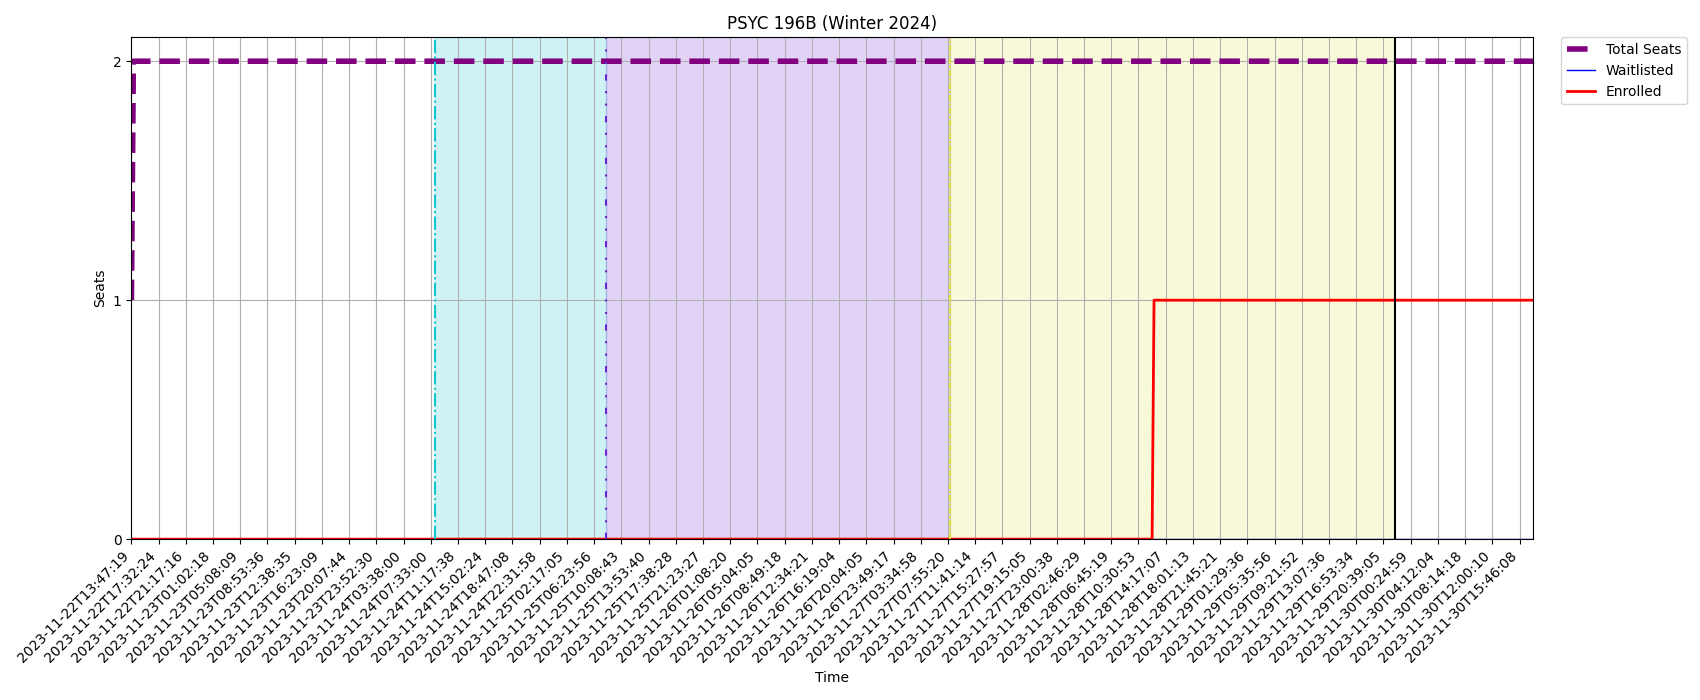 PSYC 196B (Winter 2024)
Total Seats
Waitlisted
Enrolled
Seats
2
1
0
2023-11-22T13:47:19
2023-11-22T17:32:24
2023-11-22T21:17:16
2023-11-23T01:02:18
2023-11-23T05:08:09
2023-11-23T08:53:36
2023-11-23T12:38:35
2023-11-23T16:23:09
2023-11-23T20:07:44
2023-11-23T23:52:30
2023-11-24T03:38:00
2023-11-24T07:33:00
2023-11-24T11:17:38
2023-11-24T15:02:24
2023-11-24T18:47:08
2023-11-24T22:31:58
2023-11-25T02:17:05
2023-11-25T06:23:56
2023-11-25T10:08:43
2023-11-25T13:53:40
2023-11-25T17:38:28
2023-11-25T21:23:27
2023-11-26T01:08:20
2023-11-26T05:04:05
2023-11-26T08:49:18
2023-11-26T12:34:21
2023-11-26T16:19:04
2023-11-26T20:04:05
2023-11-26T23:49:17
2023-11-27T03:34:58
2023-11-27T07:55:20
2023-11-27T11:41:14
2023-11-27T15:27:57
2023-11-27T19:15:05
2023-11-27T23:00:38
2023-11-28T02:46:29
2023-11-28T06:45:19
2023-11-28T10:30:53
2023-11-28T14:17:07
2023-11-28T18:01:13
2023-11-28T21:45:21
2023-11-29T01:29:36
2023-11-29T05:35:56
2023-11-29T09:21:52
2023-11-29T13:07:36
2023-11-29T16:53:34
2023-11-29T20:39:05
2023-11-30T00:24:59
2023-11-30T04:12:04
2023-11-30T08:14:18
2023-11-30T12:00:10
2023-11-30T15:46:08
Time